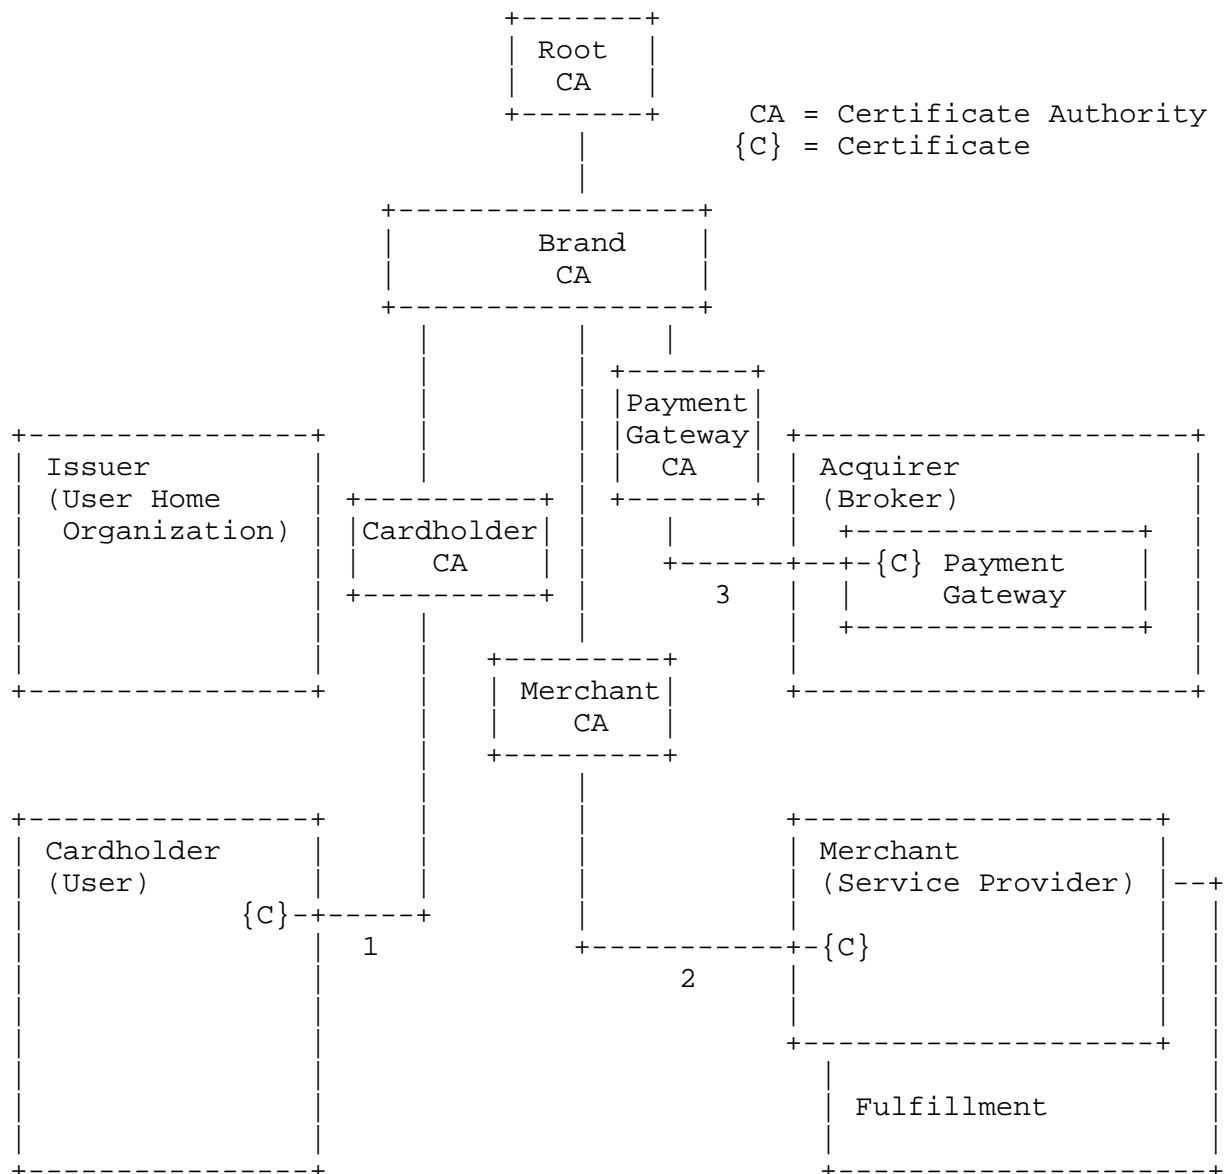 Root
CA
CA = Certificate Authority
{C} = Certificate
Brand
CA
Payment
Gateway
CA
Issuer
(User Home
Organization)
Acquirer
(Broker)
Cardholder
CA
{C} Payment
Gateway
3
Merchant
CA
Cardholder
(User)
{C}
1
Merchant
(Service Provider)
{C}
2
Fulfillment